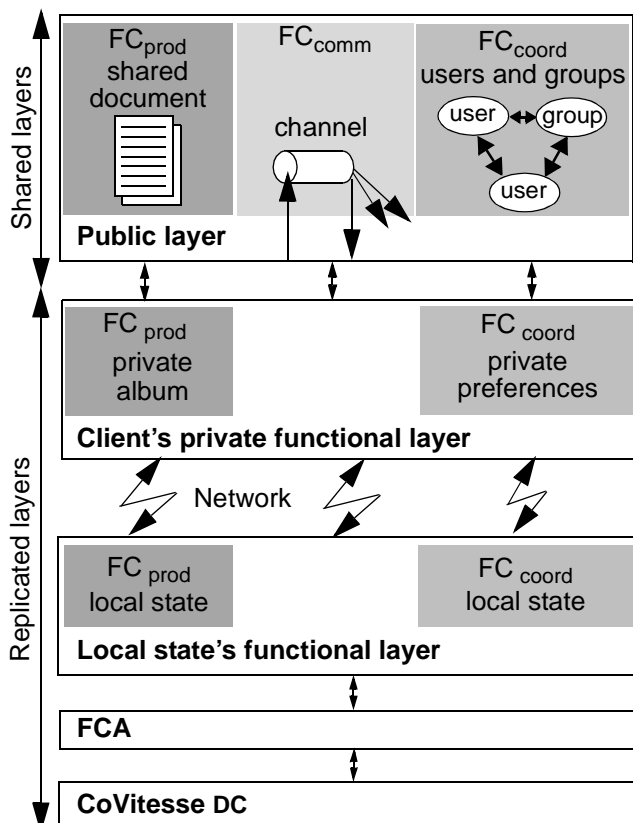 Shared layers
FCprod
shared
document
FCcomm
channel
FCcoord
users and groups
user
group
user
Public layer
Replicated layers
FC prod
private
album
FC coord
private
preferences
Client's private functional layer
Network
FC prod
local state
FC coord
local state
Local state's functional layer
FCA
CoVitesse DC